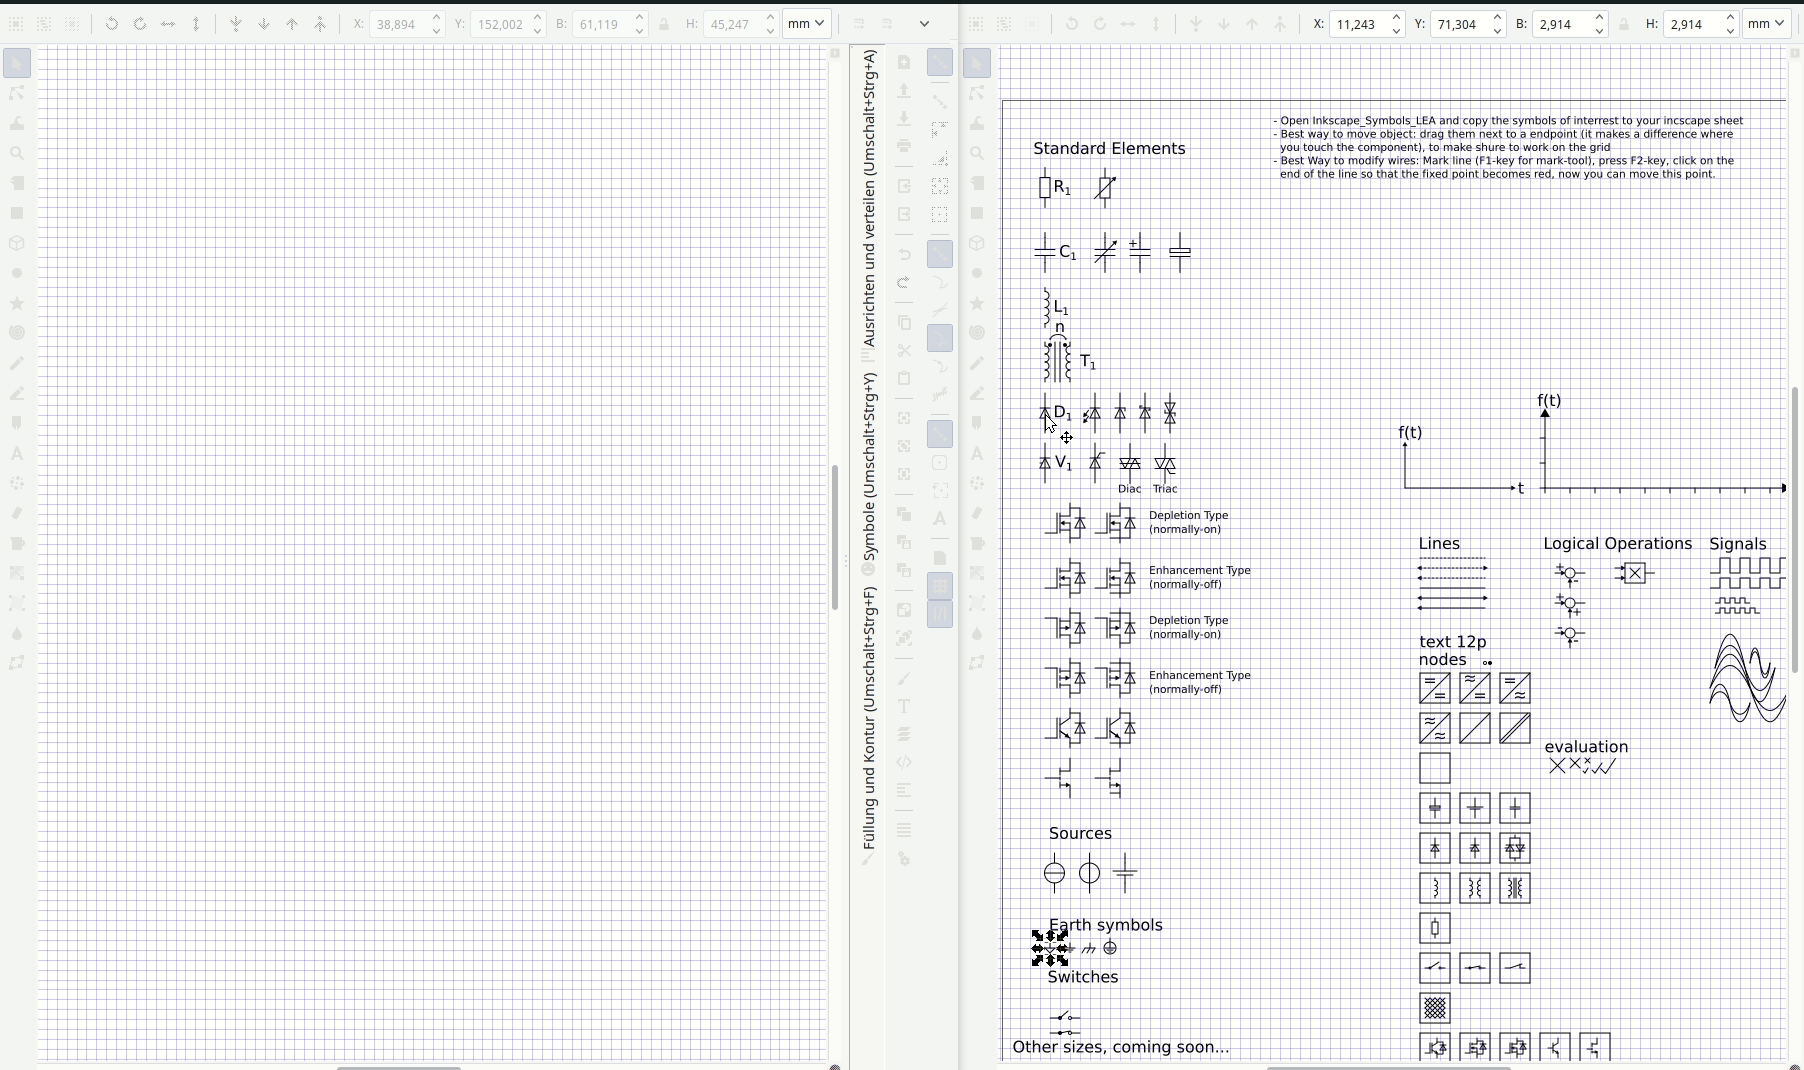 X: 38,894 Y: 152,002 B: 61,119 H: 45,247 mm
X: 11,243 Y: 71,304 B: 2,914 H: 2,914 mm
Ausrichten und verteilen (Umschalt+Strg+A)
Symbole (Umschalt+Strg+Y)
Füllung und Kontur (Umschalt+Strg+F)
- Open Inkscape_Symbols_LEA and copy the symbols of interrest to your incscape sheet
- Best way to move object: drag them next to a endpoint (it makes a difference where
you touch the component), to make shure to work on the grid
- Best Way to modify wires: Mark line (F1-key for mark-tool), press F2-key, click on the
end of the line so that the fixed point becomes red, now you can move this point.
Standard Elements
R1
C1
+
L1
n
T1
D1
V1
Diac Triac
Depletion Type
(normally-on)
Enhancement Type
(normally-off)
Depletion Type
(normally-on)
Enhancement Type
(normally-off)
Sources
Earth symbols
Switches
Other sizes, coming soon...
f(t)
t
f(t)
Lines
Logical Operations
+
-
+
+
-
-
Signals
text 12p
nodes
= =
≈ =
= ≈
≈ ≈
evaluation